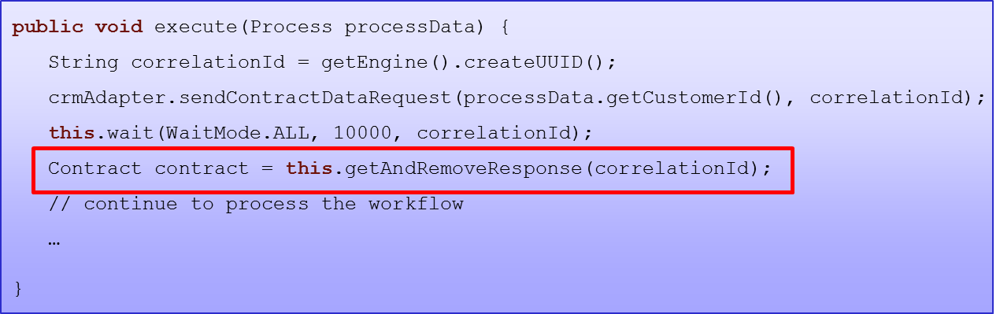 public void execute(Process processData) {
String correlationId = getEngine().createUUID();
crmAdapter.sendContractDataRequest(processData.getCustomerId(), correlationId);
this.wait(WaitMode.ALL, 10000, correlationId);
Contract contract = this.getAndRemoveResponse(correlationId);
// continue to process the workflow
…
}